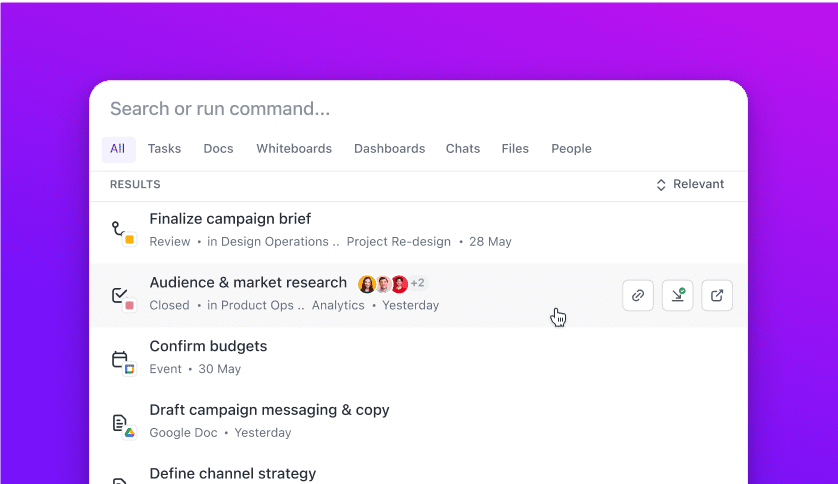 Search or run command...
All Tasks Docs Whiteboards Dashboards Chats Files People
RESULTS Relevant
Finalize campaign brief
Review • in Design Operations .. Project Re-design • 28 May
Audience & market research +2
Closed • in Product Ops .. Analytics • Yesterday
Confirm budgets
Event • 30 May
Draft campaign messaging & copy
Google Doc • Yesterday
Define channel strategy